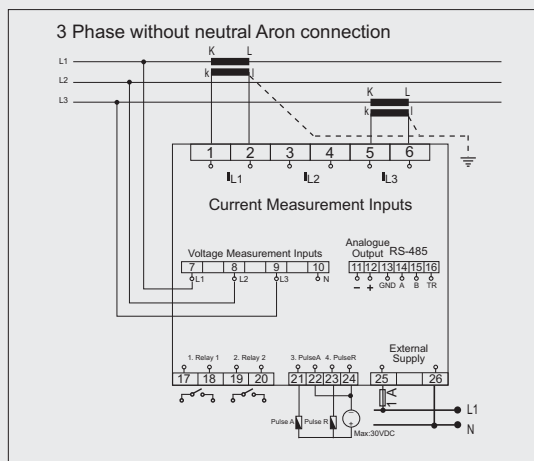 3 Phase without neutral Aron connection
K L
L1
k l
L2
K L
L3
k l
1 2 3 4 5 6
IL1 IL2 IL3
Current Measurement Inputs
Analogue
Output RS-485
Voltage Measurement Inputs
7 8 9 10
11 12 13 14 15 16
L1 L2 L3 N
− + GND A B TR
External
Supply
1. Relay 1 2. Relay 2 3. PulseA 4. PulseR
17 18 19 20 21 22 23 24 25 26
1 A
Pulse A Pulse R
L1
N
Max:30VDC